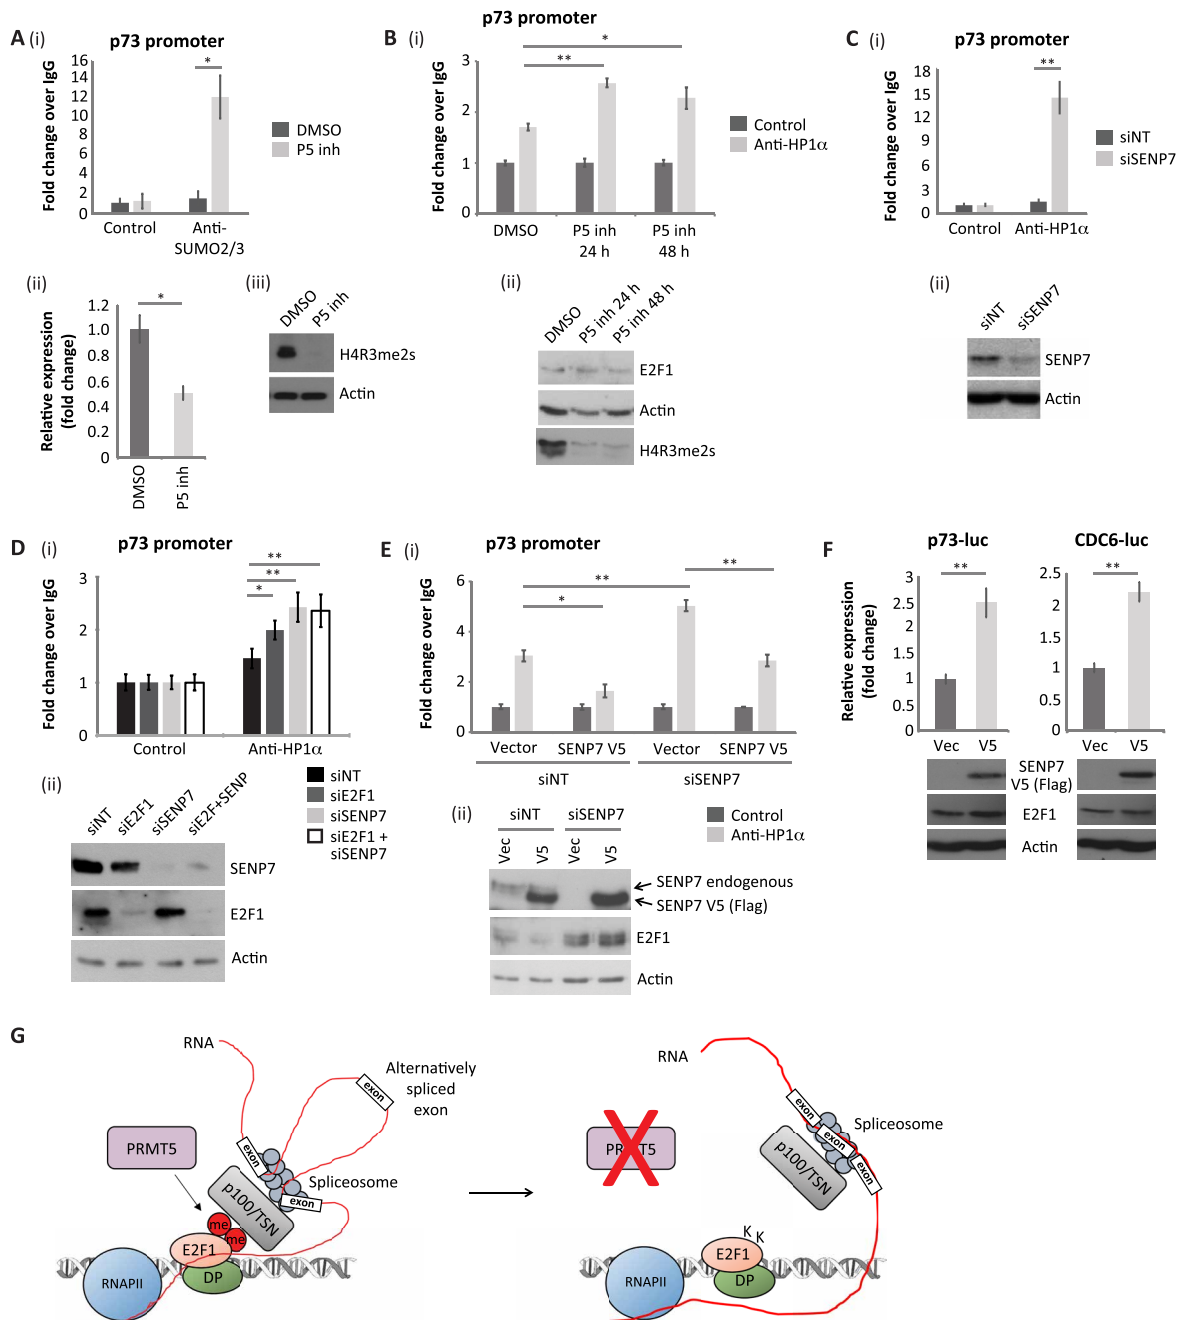 A (i)
p73 promoter
Fold change over IgG
16
14
12
10
8
6
4
2
0
*
Control
Anti-
SUMO2/3
DMSO
P5 inh
(ii)
Relative expression
(fold change)
1.2
1.0
0.8
0.6
0.4
0.2
0
*
DMSO
P5 inh
(iii)
DMSO
P5 inh
H4R3me2s
Actin
B (i)
p73 promoter
Fold change over IgG
3
2
1
0
*
**
DMSO
P5 inh
24 h
P5 inh
48 h
Control
Anti-HP1α
(ii)
DMSO
P5 inh 24 h
P5 inh 48 h
E2F1
Actin
H4R3me2s
C (i)
p73 promoter
Fold change over IgG
18
15
12
9
6
3
0
**
Control
Anti-HP1α
siNT
siSENP7
(ii)
siNT
siSENP7
SENP7
Actin
D (i)
p73 promoter
Fold change over IgG
3
2
1
0
**
**
*
Control
Anti-HP1α
siNT
siE2F1
siSENP7
siE2F1 +
siSENP7
(ii)
siNT
siE2F1
siSENP7
siE2F+SENP
SENP7
E2F1
Actin
E (i)
p73 promoter
Fold change over IgG
6
4
2
0
**
*
**
Vector
SENP7 V5
Vector
SENP7 V5
siNT
siSENP7
Control
Anti-HP1α
(ii)
siNT
siSENP7
Vec
V5
Vec
V5
SENP7 endogenous
SENP7 V5 (Flag)
E2F1
Actin
F
p73-luc
CDC6-luc
Relative expression
(fold change)
3
2.5
2
1.5
1
0.5
0
**
Vec
V5
2.5
2
1.5
1
0.5
0
**
Vec
V5
SENP7
V5 (Flag)
E2F1
Actin
G
RNA
Alternatively
spliced
exon
exon
exon
exon
PRMT5
Spliceosome
p100/TSN
me
me
E2F1
DP
RNAPII
RNA
PRMT5
exon
exon
exon
Spliceosome
p100/TSN
K
K
E2F1
DP
RNAPII